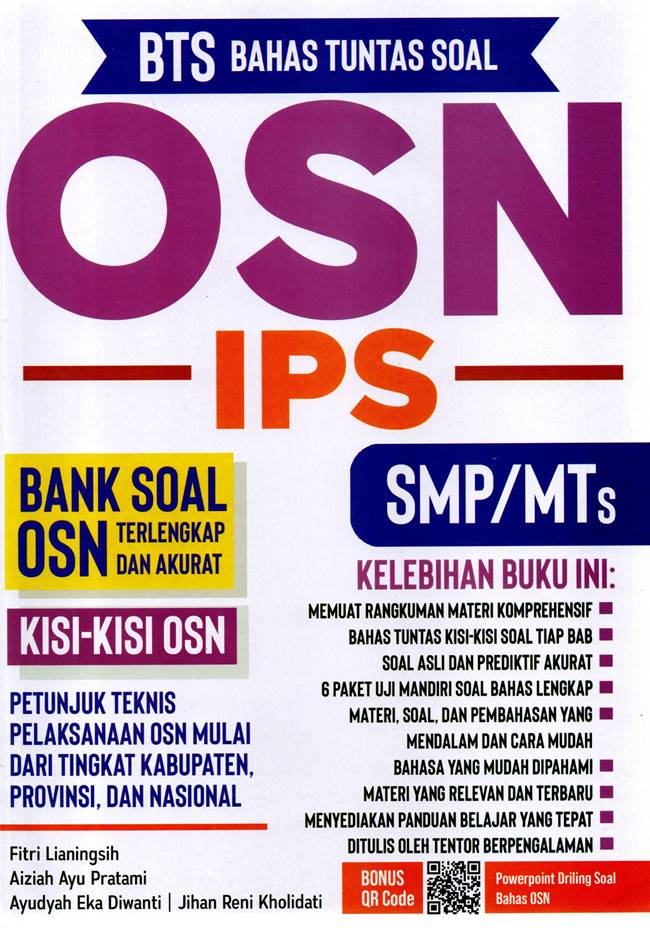 BTS BAHAS TUNTAS SOAL
OSN
IPS
BANK SOAL
OSN TERLENGKAP
DAN AKURAT
KISI-KISI OSN
PETUNJUK TEKNIS
PELAKSANAAN OSN MULAI
DARI TINGKAT KABUPATEN,
PROVINSI, DAN NASIONAL
Fitri Lianingsih
Aiziah Ayu Pratami
Ayudyah Eka Diwanti | Jihan Reni Kholidati
SMP/MTs
KELEBIHAN BUKU INI:
MEMUAT RANGKUMAN MATERI KOMPREHENSIF
BAHAS TUNTAS KISI-KISI SOAL TIAP BAB
SOAL ASLI DAN PREDIKTIF AKURAT
6 PAKET UJI MANDIRI SOAL BAHAS LENGKAP
MATERI, SOAL, DAN PEMBAHASAN YANG
MENDALAM DAN CARA MUDAH
BAHASA YANG MUDAH DIPAHAMI
MATERI YANG RELEVAN DAN TERBARU
MENYEDIAKAN PANDUAN BELAJAR YANG TEPAT
DITULIS OLEH TENTOR BERPENGALAMAN
BONUS
QR Code
Powerpoint Driling Soal
Bahas OSN